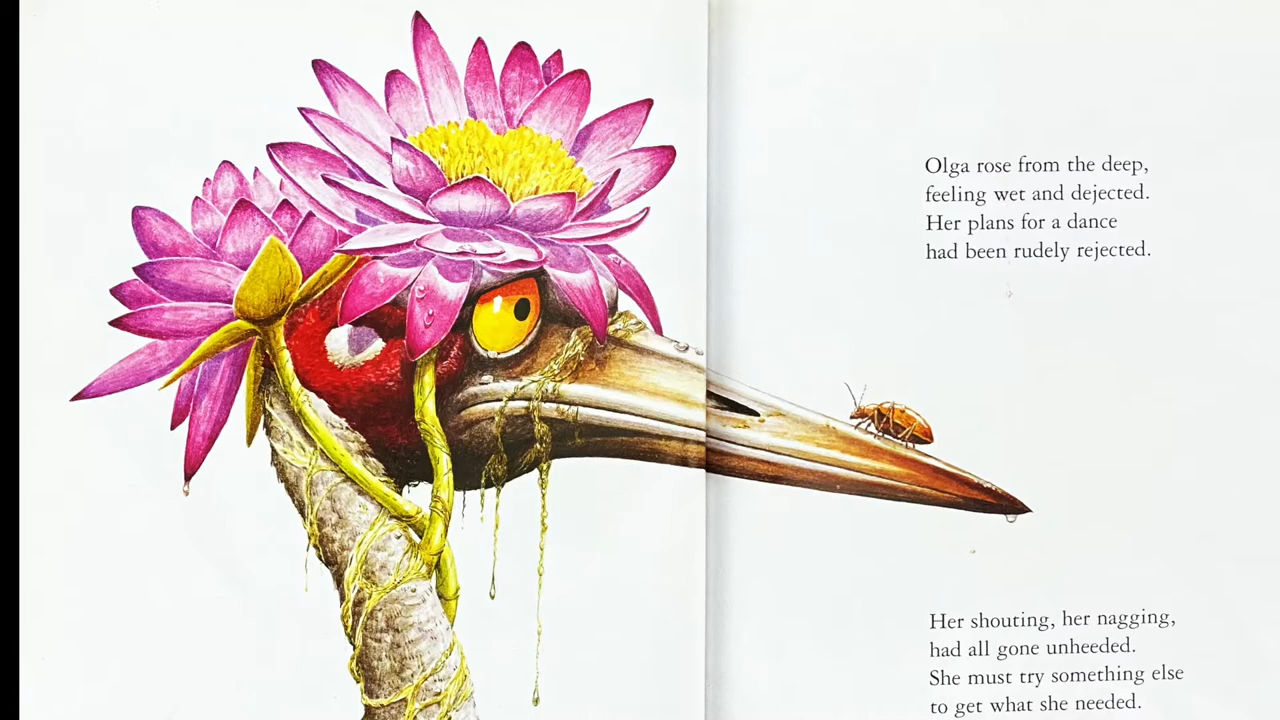 Olga rose from the deep,
feeling wet and dejected.
Her plans for a dance
had been rudely rejected.
Her shouting, her nagging,
had all gone unheeded.
She must try something else
to get what she needed.